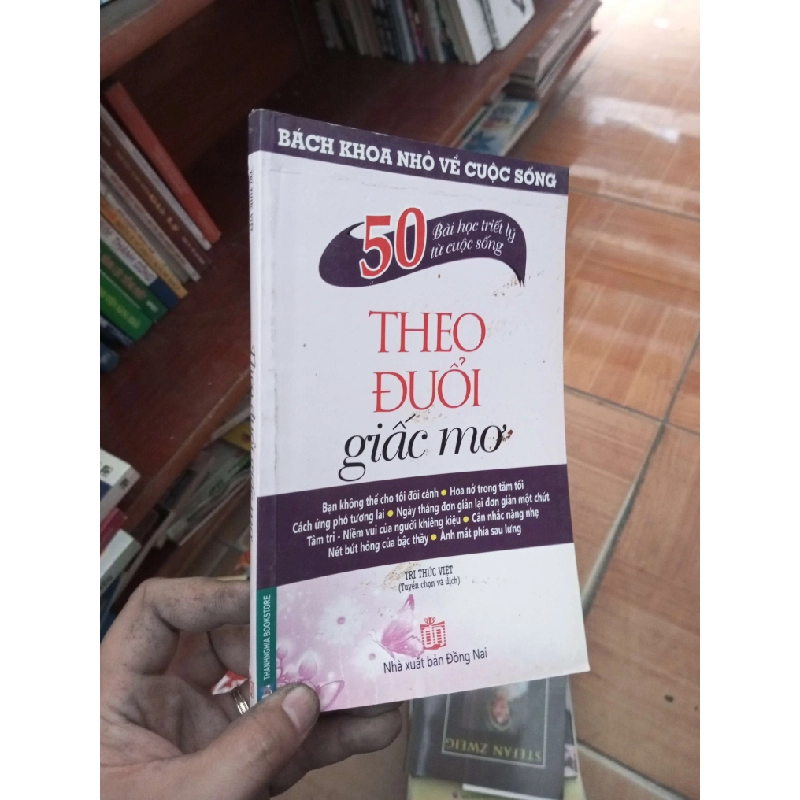 BÁCH KHOA NHỎ VỀ CUỘC SỐNG
50
Bài học triết lý
từ cuộc sống
THEO
ĐUỔI
giấc mơ
Bạn không thể cho tôi đôi cánh • Hoa nở trong tăm tối
Cách ứng phó tương lai • Ngày tháng đơn giản lại đơn giản một chút
Tâm trí - Niềm vui của người khiêng kiệu • Cân nhắc nặng nhẹ
Nét bút hỏng của bậc thầy • Ánh mắt phía sau lưng
TRI THỨC VIỆT
(Tuyển chọn và dịch)
Nhà xuất bản Đồng Nai
THANHNGHIA BOOKSTORE
STEFAN ZWEIG